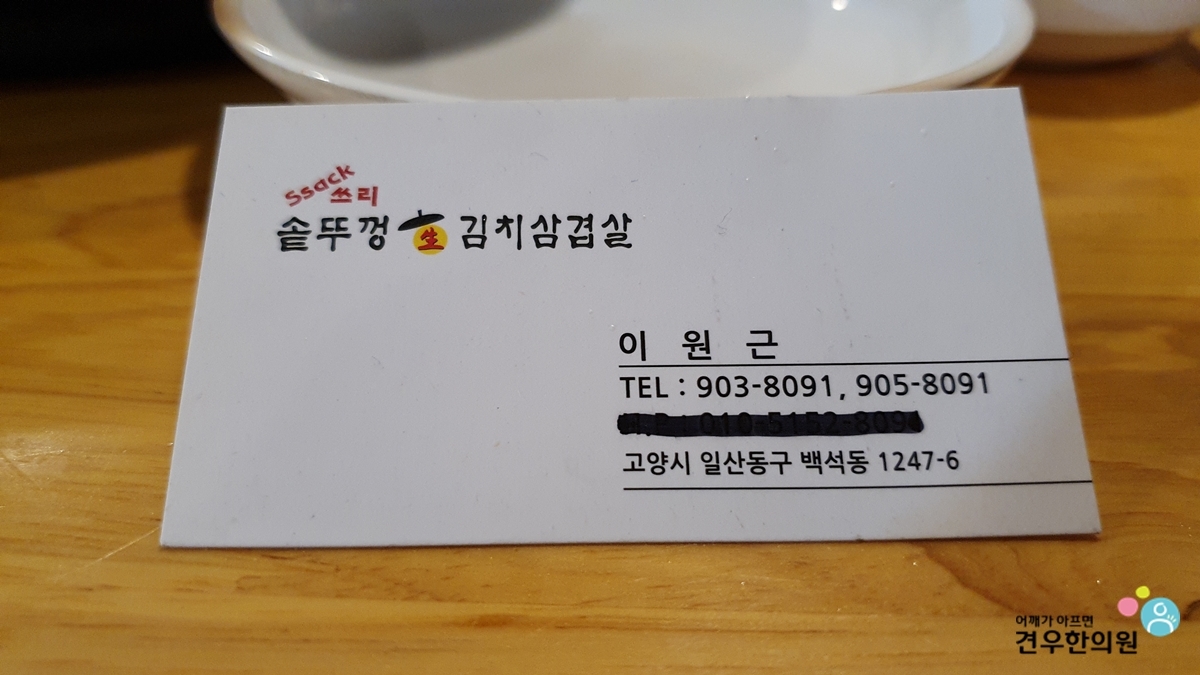 Ssack
쓰리
솥뚜껑 生 김치삼겹살
이 원 근
TEL : 903-8091, 905-8091
고양시 일산동구 백석동 1247-6
어깨가 아프면
견우한의원